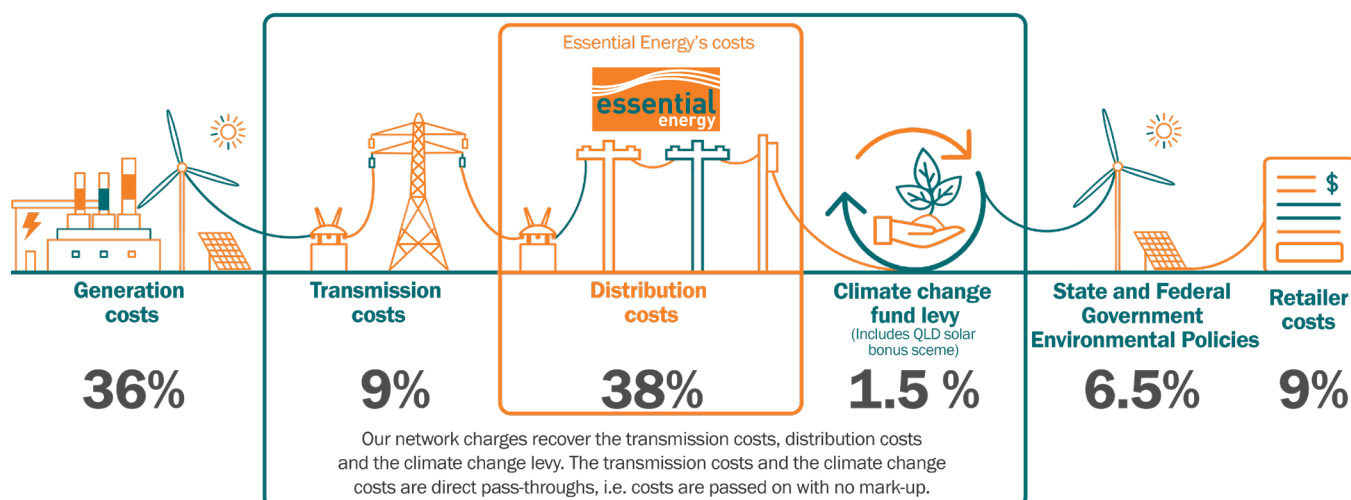 Essential Energy's costs
essential
energy
$
Generation
costs
36%
Transmission
costs
9%
Distribution
costs
38%
Climate change
fund levy
(Includes QLD solar
bonus sceme)
1.5 %
State and Federal
Government
Environmental Policies
6.5%
Retailer
costs
9%
Our network charges recover the transmission costs, distribution costs
and the climate change levy. The transmission costs and the climate change
costs are direct pass-throughs, i.e. costs are passed on with no mark-up.